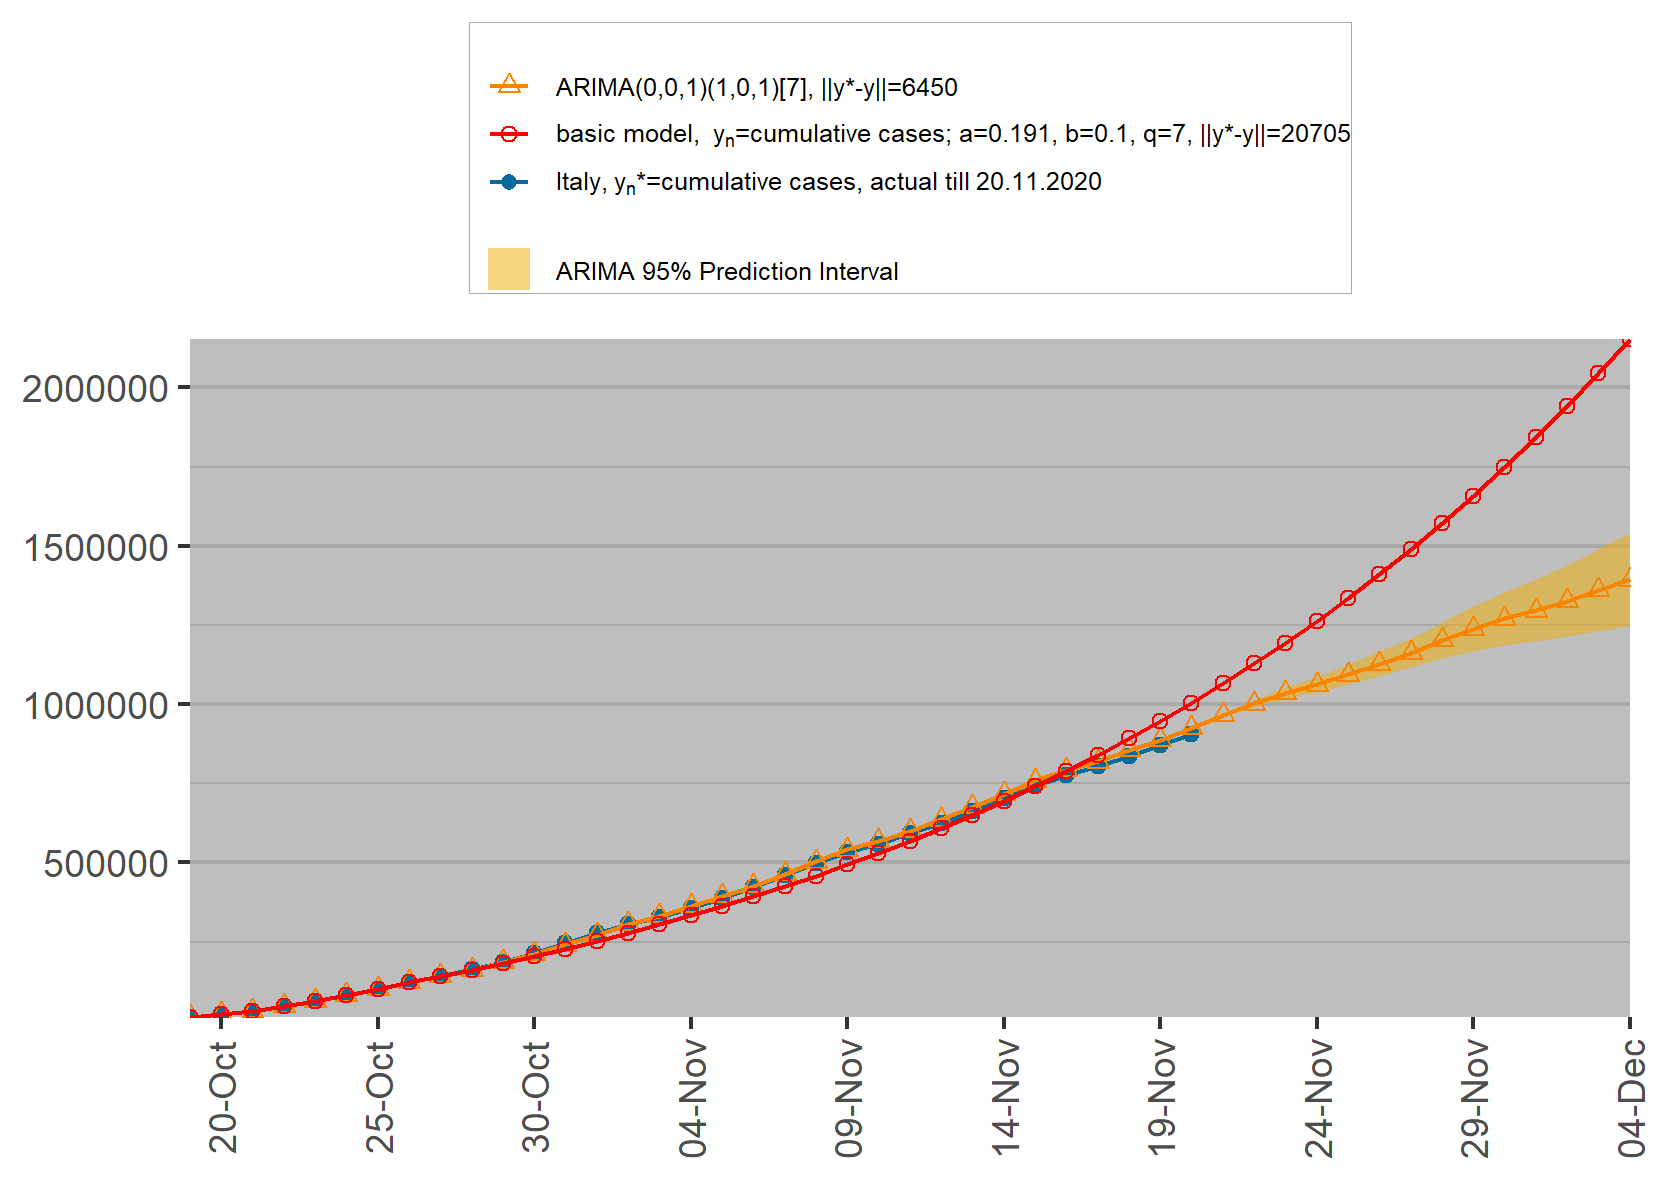 ARIMA(0,0,1)(1,0,1)[7], ||y*-y||=6450
basic model, yn=cumulative cases; a=0.191, b=0.1, q=7, ||y*-y||=20705
Italy, yn*=cumulative cases, actual till 20.11.2020
ARIMA 95% Prediction Interval
2000000
1500000
1000000
500000
20-Oct
25-Oct
30-Oct
04-Nov
09-Nov
14-Nov
19-Nov
24-Nov
29-Nov
04-Dec